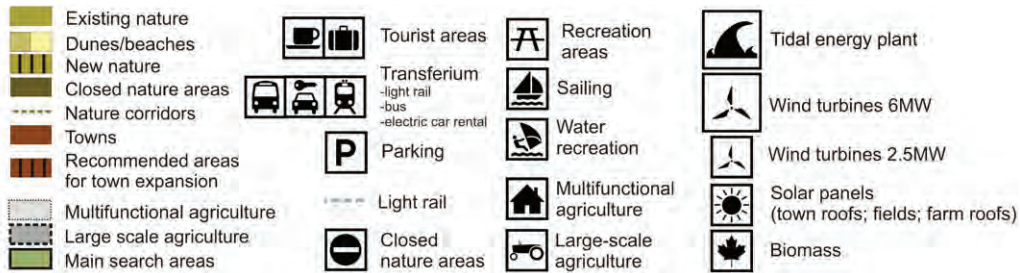 Existing nature
Dunes/beaches
New nature
Closed nature areas
Nature corridors
Towns
Recommended areas
for town expansion
Multifunctional agriculture
Large scale agriculture
Main search areas
Tourist areas
Transferium
-light rail
-bus
-electric car rental
P
Parking
Light rail
Closed
nature areas
Recreation
areas
Sailing
Water
recreation
Multifunctional
agriculture
Large-scale
agriculture
Tidal energy plant
Wind turbines 6MW
Wind turbines 2.5MW
Solar panels
(town roofs; fields; farm roofs)
Biomass